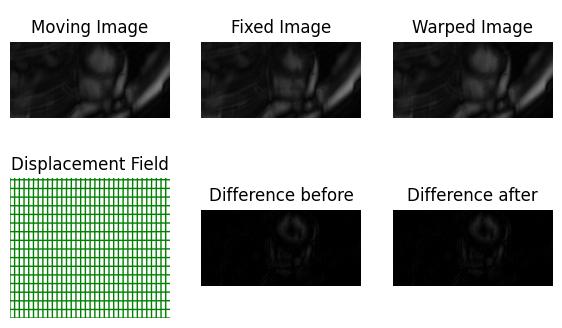 Moving Image
Fixed Image
Warped Image
Displacement Field
Difference before
Difference after